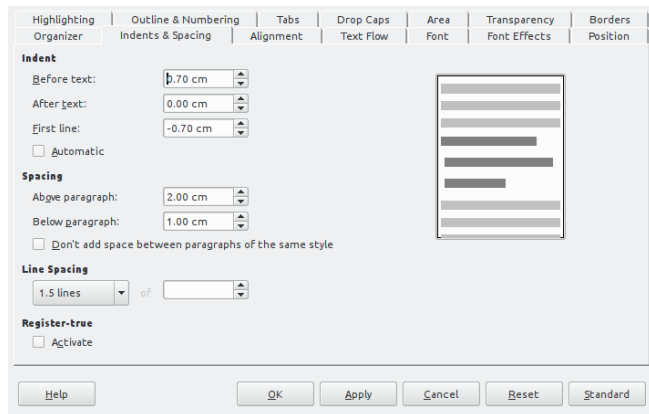 Highlighting Outline & Numbering Tabs Drop Caps Area Transparency Borders
Organizer Indents & Spacing Alignment Text Flow Font Font Effects Position
Indent
Before text: 0.70 cm
After text: 0.00 cm
First line: -0.70 cm
Automatic
Spacing
Above paragraph: 2.00 cm
Below paragraph: 1.00 cm
Don't add space between paragraphs of the same style
Line Spacing
1.5 lines of
Register-true
Activate
Help OK Apply Cancel Reset Standard